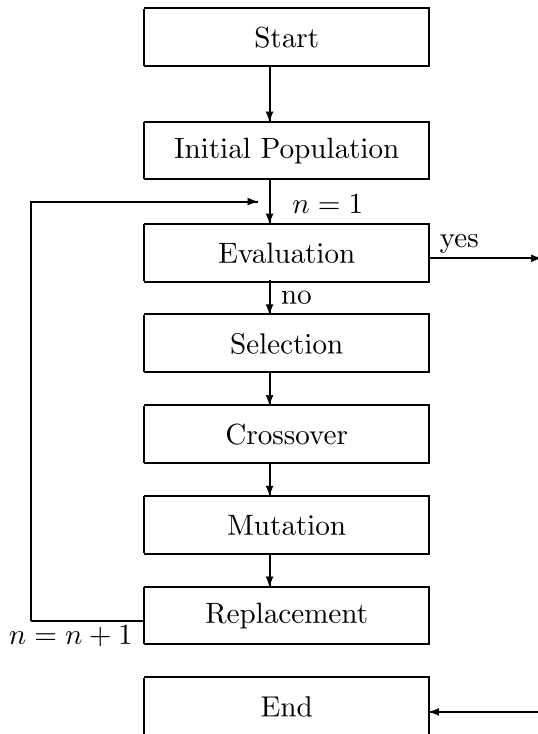 Start
Initial Population
n = 1
Evaluation
yes
no
Selection
Crossover
Mutation
Replacement
n = n + 1
End